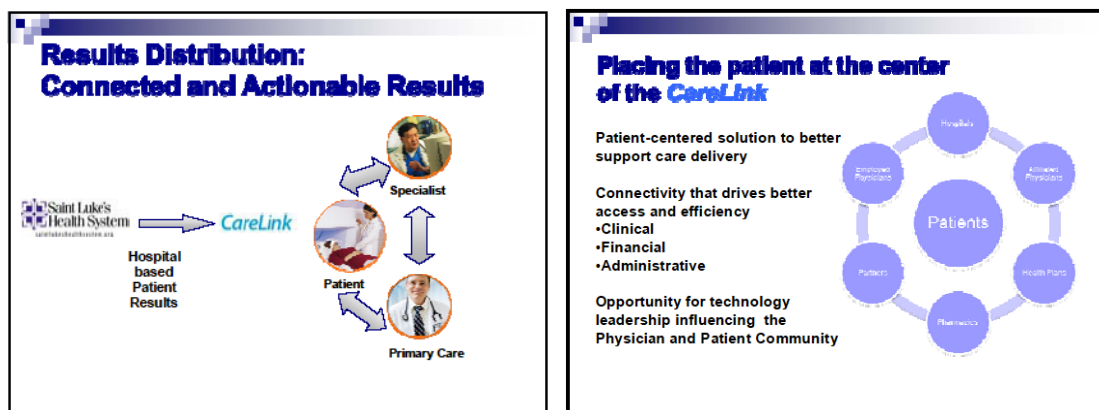 Results Distribution:
Connected and Actionable Results
Specialist
Saint Luke's
Health System
saintlukeshealthsystem.org
CareLink
Hospital
based
Patient
Results
Patient
Primary Care
Placing the patient at the center
of the CareLink
Patient-centered solution to better
support care delivery
Connectivity that drives better
access and efficiency
•Clinical
•Financial
•Administrative
Opportunity for technology
leadership influencing the
Physician and Patient Community
Hospitals
Affiliated
Physicians
Health Plans
Pharmacies
Partners
Employed
Physicians
Patients